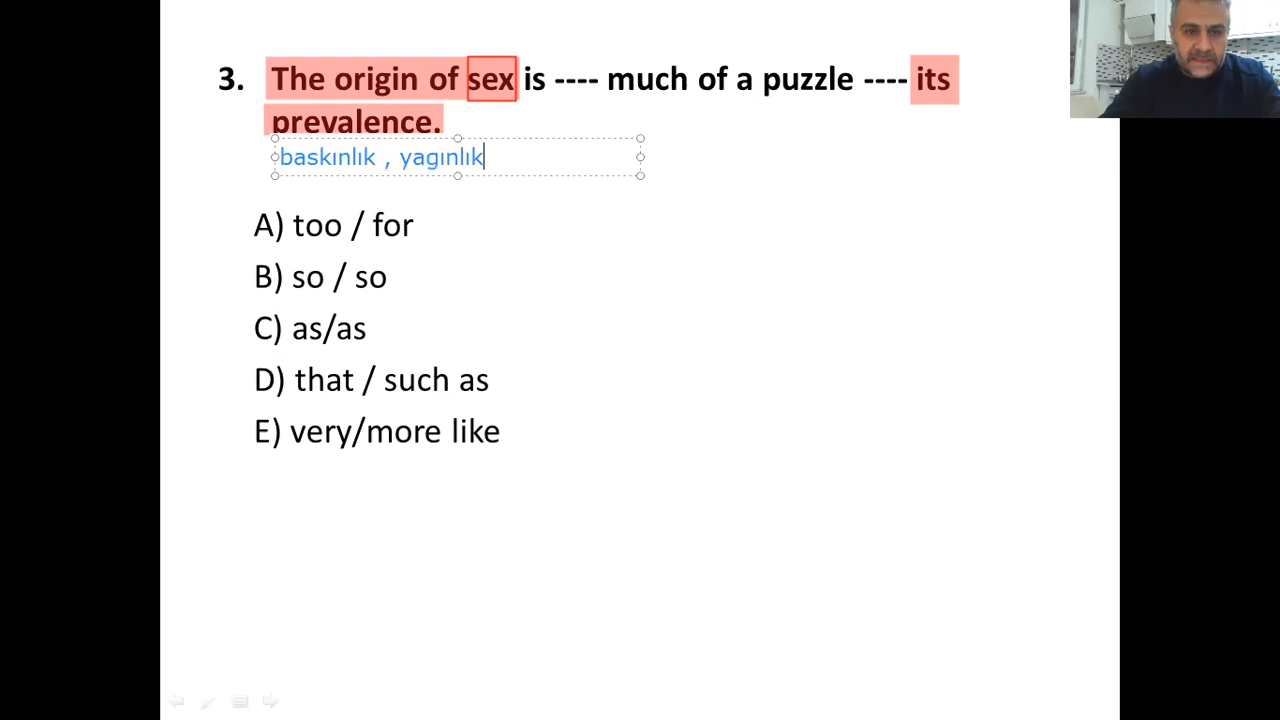 3. The origin of sex is ---- much of a puzzle ---- its
prevalence.
baskınlık , yagınlık
A) too / for
B) so / so
C) as/as
D) that / such as
E) very/more like